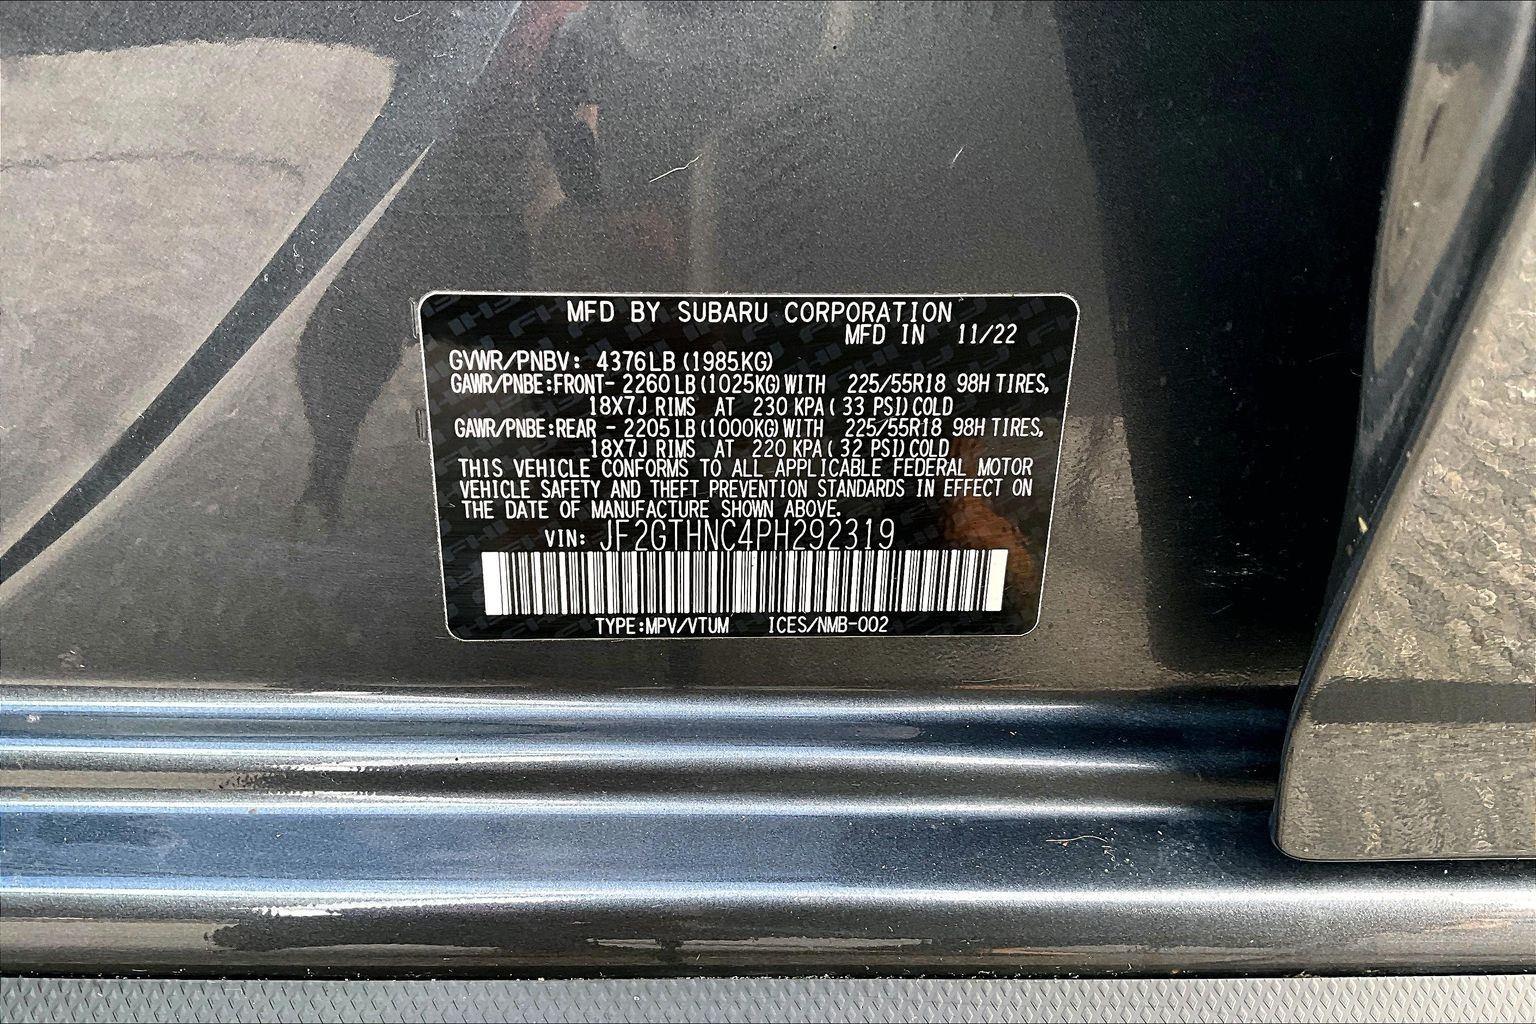 MFD BY SUBARU CORPORATION
MFD IN 11/22
GVWR/PNBV: 4376LB (1985KG)
GAWR/PNBE:FRONT- 2260 LB (1025KG) WITH 225/55R18 98H TIRES,
18X7J RIMS AT 230 KPA ( 33 PSI) COLD
GAWR/PNBE:REAR - 2205 LB (1000KG) WITH 225/55R18 98H TIRES,
18X7J RIMS AT 220 KPA ( 32 PSI) COLD
THIS VEHICLE CONFORMS TO ALL APPLICABLE FEDERAL MOTOR
VEHICLE SAFETY AND THEFT PREVENTION STANDARDS IN EFFECT ON
THE DATE OF MANUFACTURE SHOWN ABOVE.
VIN: JF2GTHNC4PH292319
TYPE:MPV/VTUM ICES/NMB-002